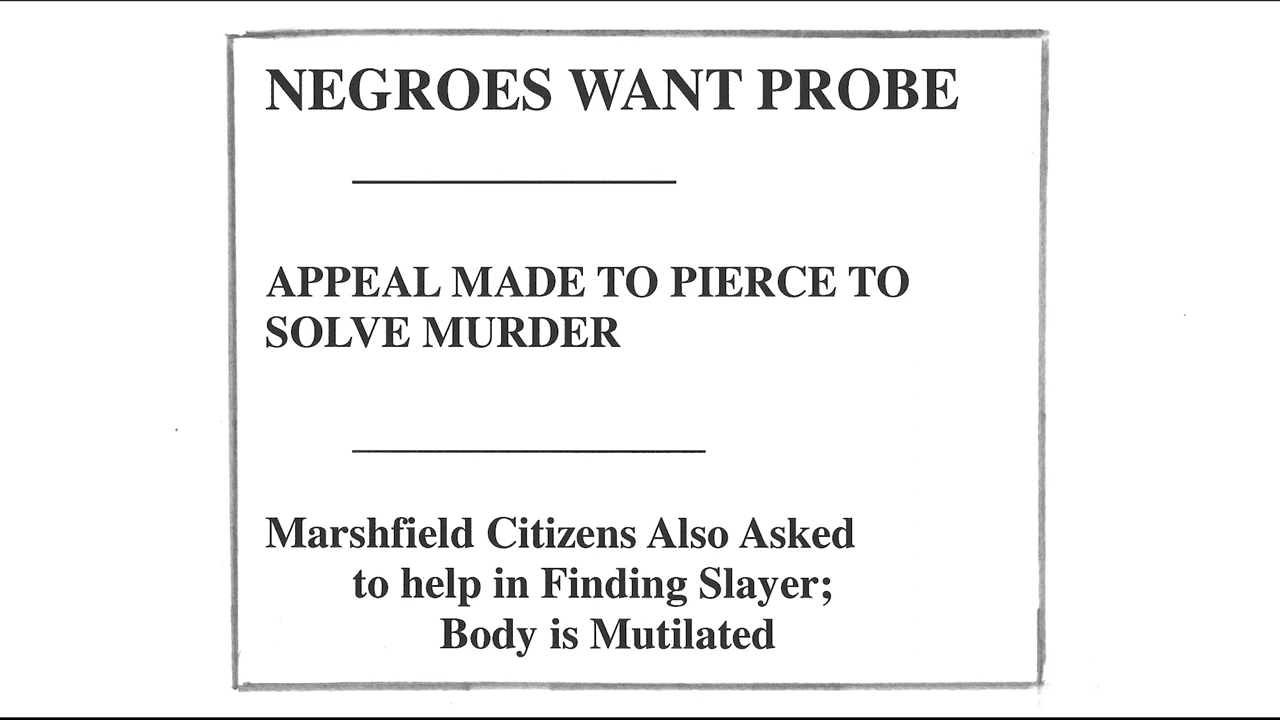 NEGROES WANT PROBE
APPEAL MADE TO PIERCE TO
SOLVE MURDER
Marshfield Citizens Also Asked
to help in Finding Slayer;
Body is Mutilated